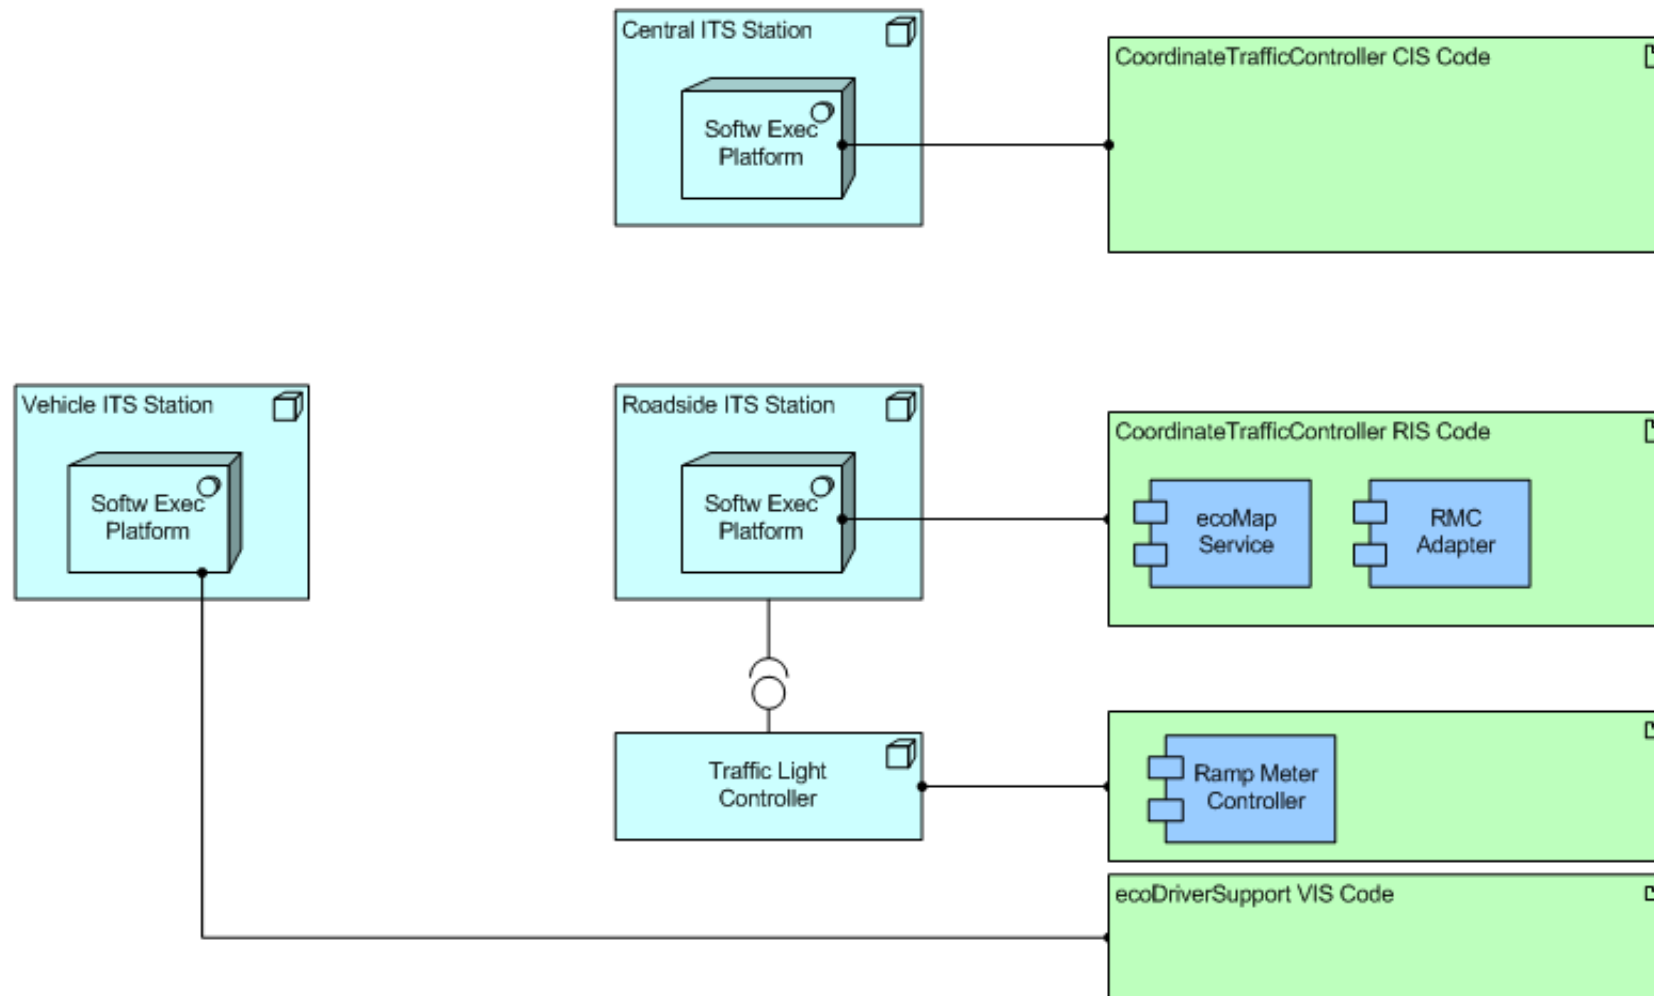 Central ITS Station
Softw Exec
Platform
CoordinateTrafficController CIS Code
Vehicle ITS Station
Softw Exec
Platform
Roadside ITS Station
Softw Exec
Platform
CoordinateTrafficController RIS Code
ecoMap
Service
RMC
Adapter
Traffic Light
Controller
Ramp Meter
Controller
ecoDriverSupport VIS Code